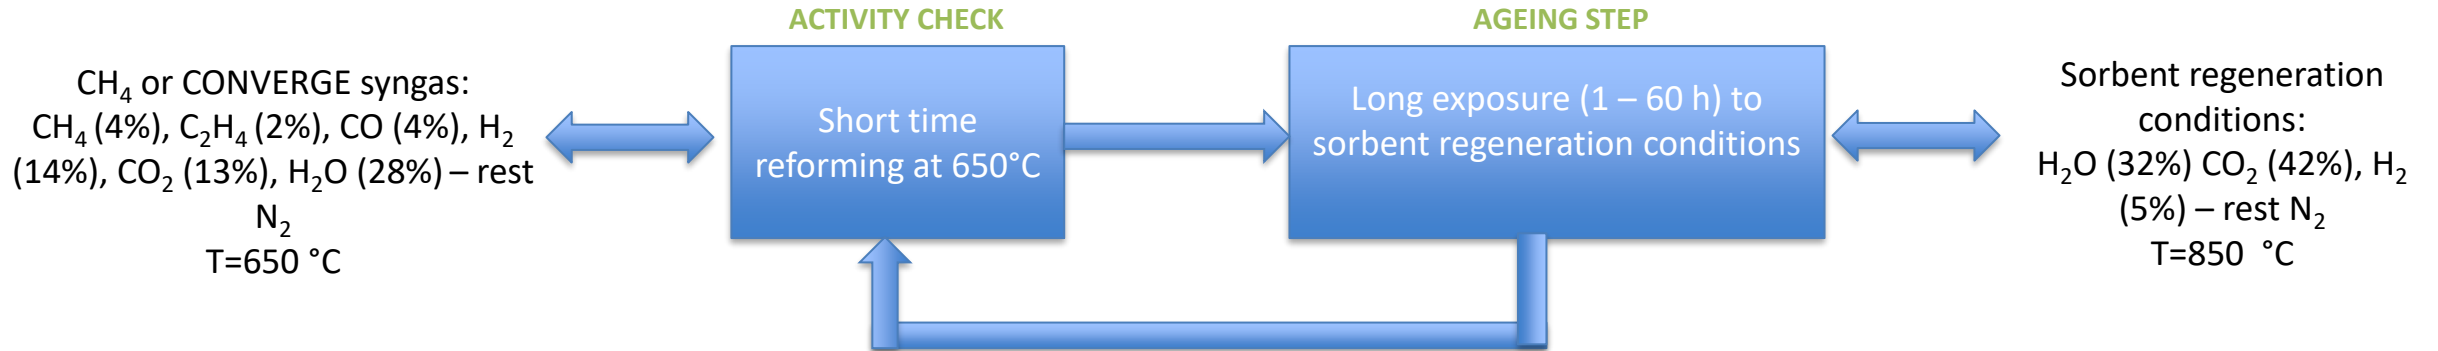 ACTIVITY CHECK
AGEING STEP
CH₄ or CONVERGE syngas:
CH₄ (4%), C₂H₄ (2%), CO (4%), H₂
(14%), CO₂ (13%), H₂O (28%) – rest
N₂
T=650 °C
Short time
reforming at 650°C
Long exposure (1 – 60 h) to
sorbent regeneration conditions
Sorbent regeneration
conditions:
H₂O (32%) CO₂ (42%), H₂
(5%) – rest N₂
T=850 °C